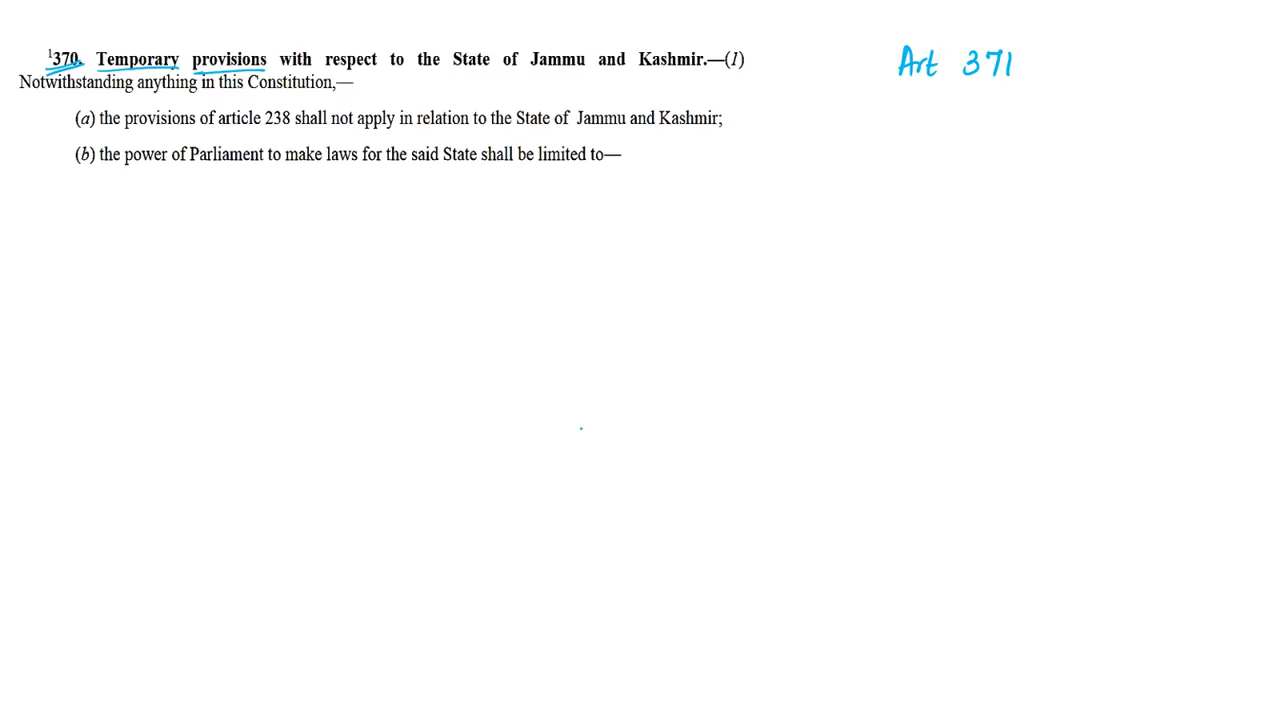 ¹370. Temporary provisions with respect to the State of Jammu and Kashmir.—(1)
Notwithstanding anything in this Constitution,—
(a) the provisions of article 238 shall not apply in relation to the State of Jammu and Kashmir;
(b) the power of Parliament to make laws for the said State shall be limited to—
Art 371